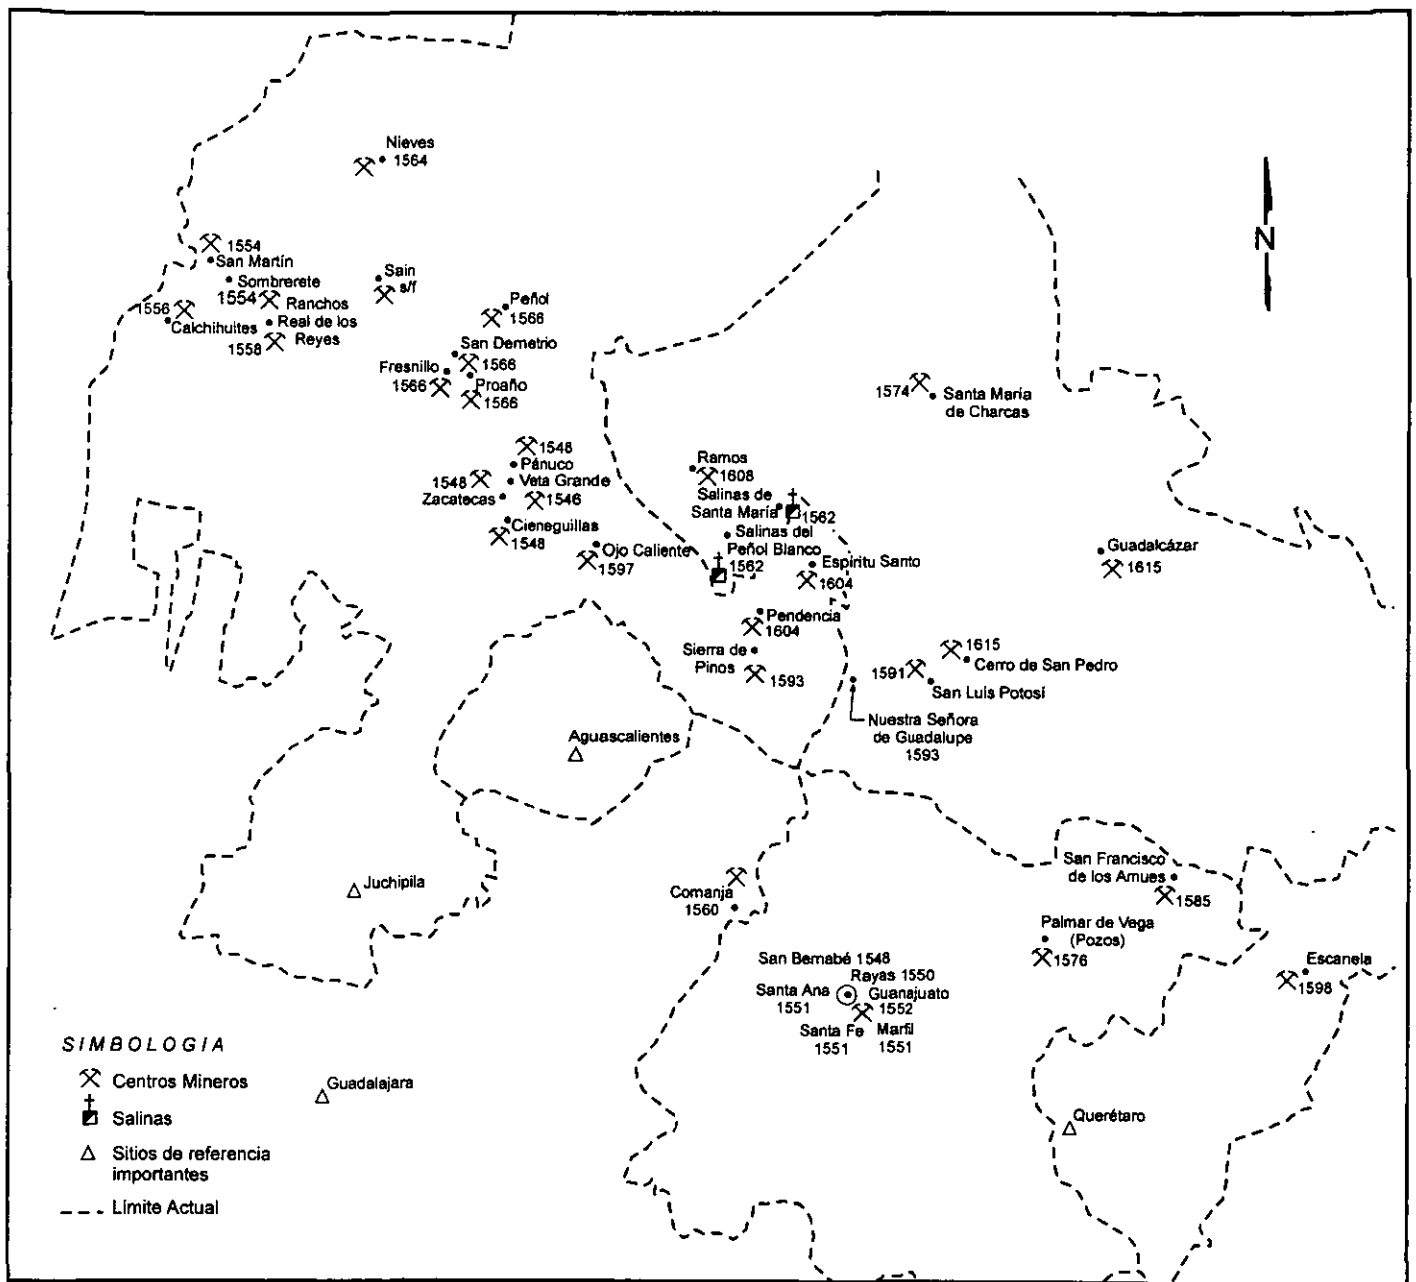 Nieves
1564
N
1554
San Martín
Sombrerete
1554
Ranchos
1556
Calchihuites
Real de los
Reyes
1558
Sain
s/f
Peñol
1566
San Demetrio
1566
Fresnillo
1566
Proaño
1566
1574
Santa María
de Charcas
1548
Pánuco
1548
Veta Grande
Zacatecas
1546
Cieneguillas
1548
Ojo Caliente
1597
Ramos
1608
Salinas de
Santa María
1562
Salinas del
Peñol Blanco
1562
Espíritu Santo
1604
Guadalcázar
1615
Pendencia
1604
Sierra de
Pinos
1593
1615
Cerro de San Pedro
1591
San Luis Potosí
Nuestra Señora
de Guadalupe
1593
Aguascalientes
Juchipila
Comanja
1560
San Francisco
de los Amues
1585
Palmar de Vega
(Pozos)
1576
Escanela
1598
San Bernabé 1548
Rayas 1550
Santa Ana
1551
Guanajuato
1552
Santa Fe
1551
Marfil
1551
SIMBOLOGIA
Centros Mineros
Salinas
Sitios de referencia
importantes
Límite Actual
Guadalajara
Querétaro